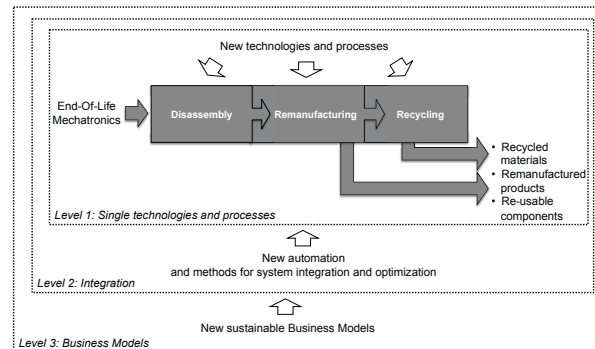 New technologies and processes
End-Of-Life
Mechatronics
Disassembly
Remanufacturing
Recycling
• Recycled
materials
• Remanufactured
products
• Re-usable
components
Level 1: Single technologies and processes
New automation
and methods for system integration and optimization
Level 2: Integration
New sustainable Business Models
Level 3: Business Models